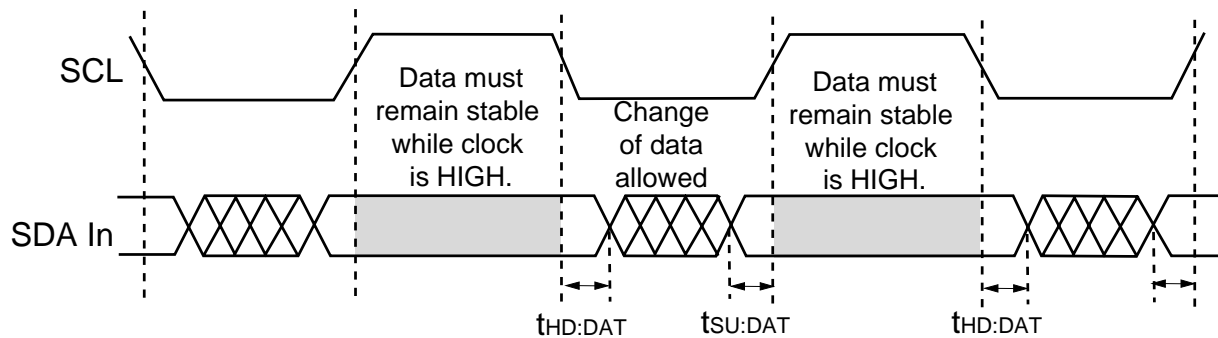 SCL
Data must
remain stable
while clock
is HIGH.
Change
of data
allowed
Data must
remain stable
while clock
is HIGH.
SDA In
tHD:DAT
tSU:DAT
tHD:DAT